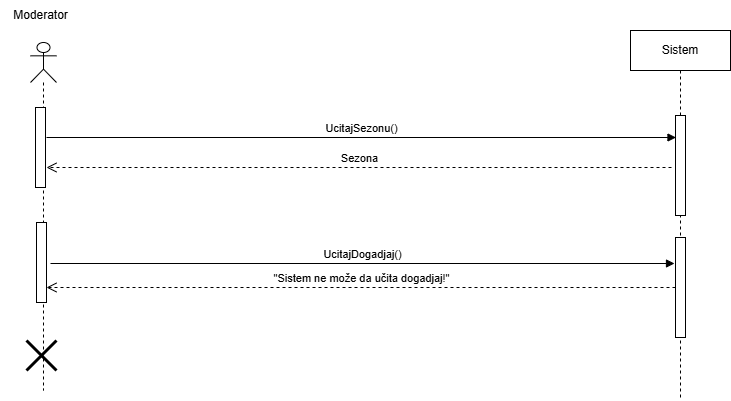 Moderator
Sistem
UcitajSezonu()
Sezona
UcitajDogadjaj()
"Sistem ne može da učita dogadjaj!"